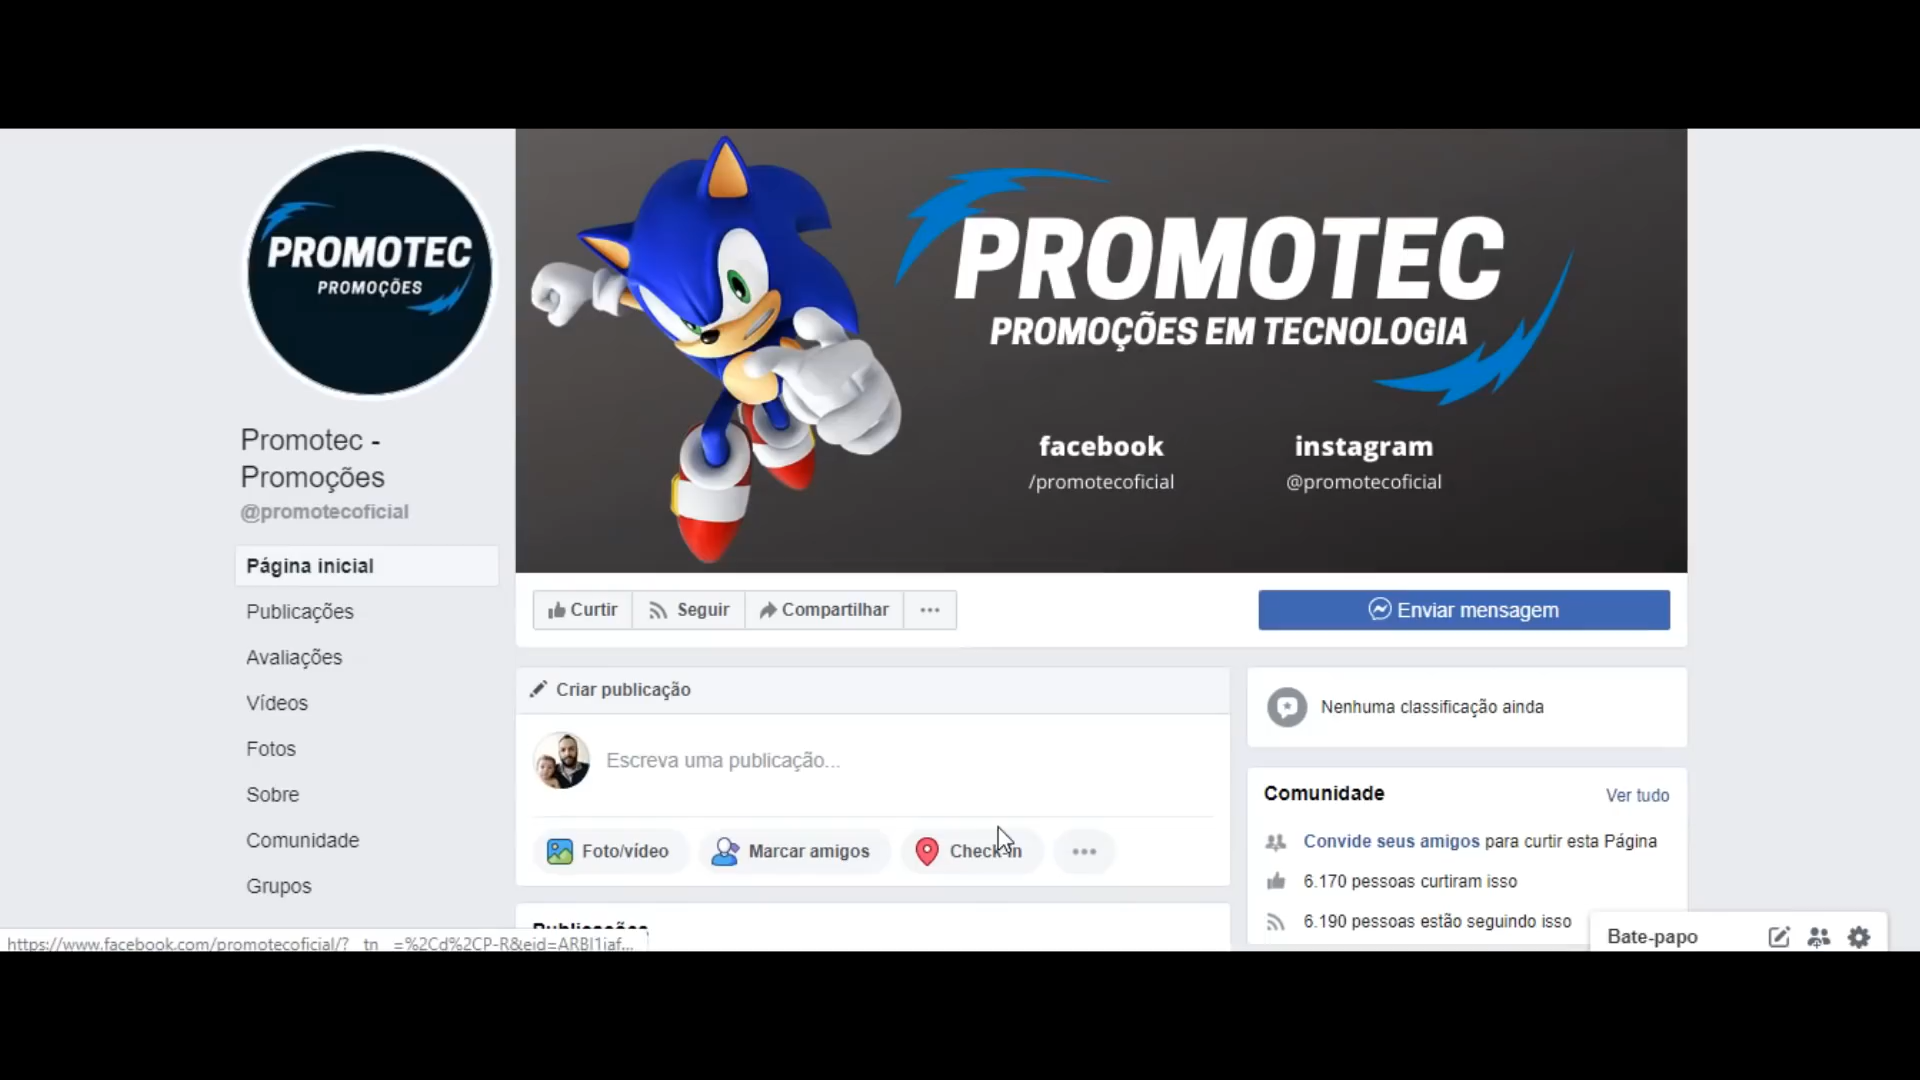 PROMOTEC
PROMOÇÕES
PROMOTEC
PROMOÇÕES EM TECNOLOGIA
facebook
/promotecoficial
instagram
@promotecoficial
Promotec -
Promoções
@promotecoficial
Página inicial
Publicações
Avaliações
Vídeos
Fotos
Sobre
Comunidade
Grupos
Curtir
Seguir
Compartilhar
Enviar mensagem
Criar publicação
Escreva uma publicação...
Foto/vídeo
Marcar amigos
Check-in
Publicações
Nenhuma classificação ainda
Comunidade
Ver tudo
Convide seus amigos para curtir esta Página
6.170 pessoas curtiram isso
6.190 pessoas estão seguindo isso
Bate-papo